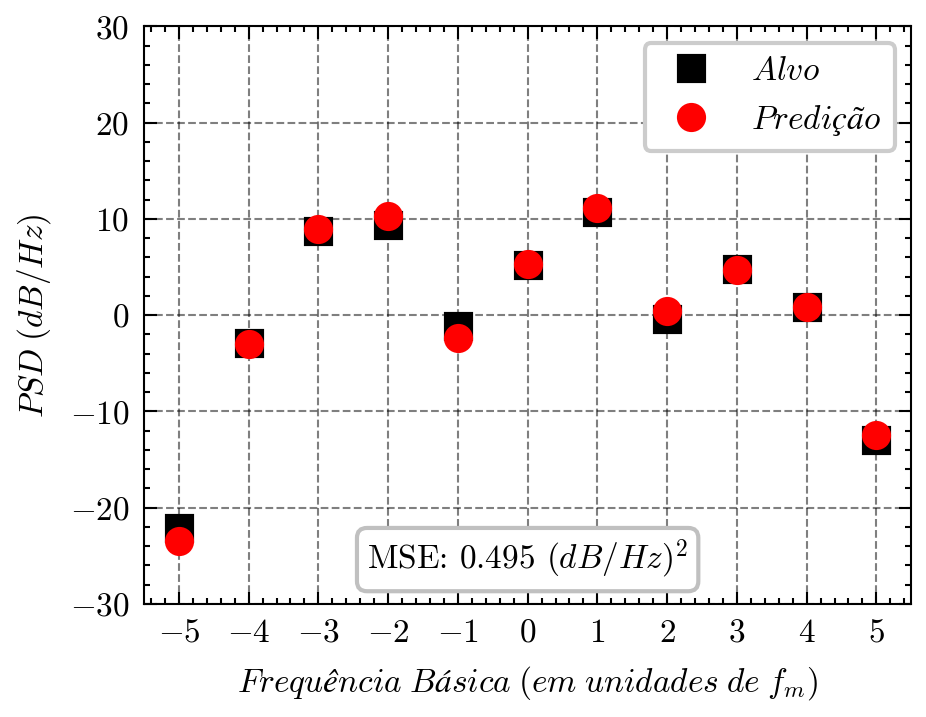 30
20
10
0
−10
−20
−30
PSD (dB/Hz)
Alvo
Predição
MSE: 0.495 (dB/Hz)²
−5 −4 −3 −2 −1 0 1 2 3 4 5
Frequência Básica (em unidades de fₘ)